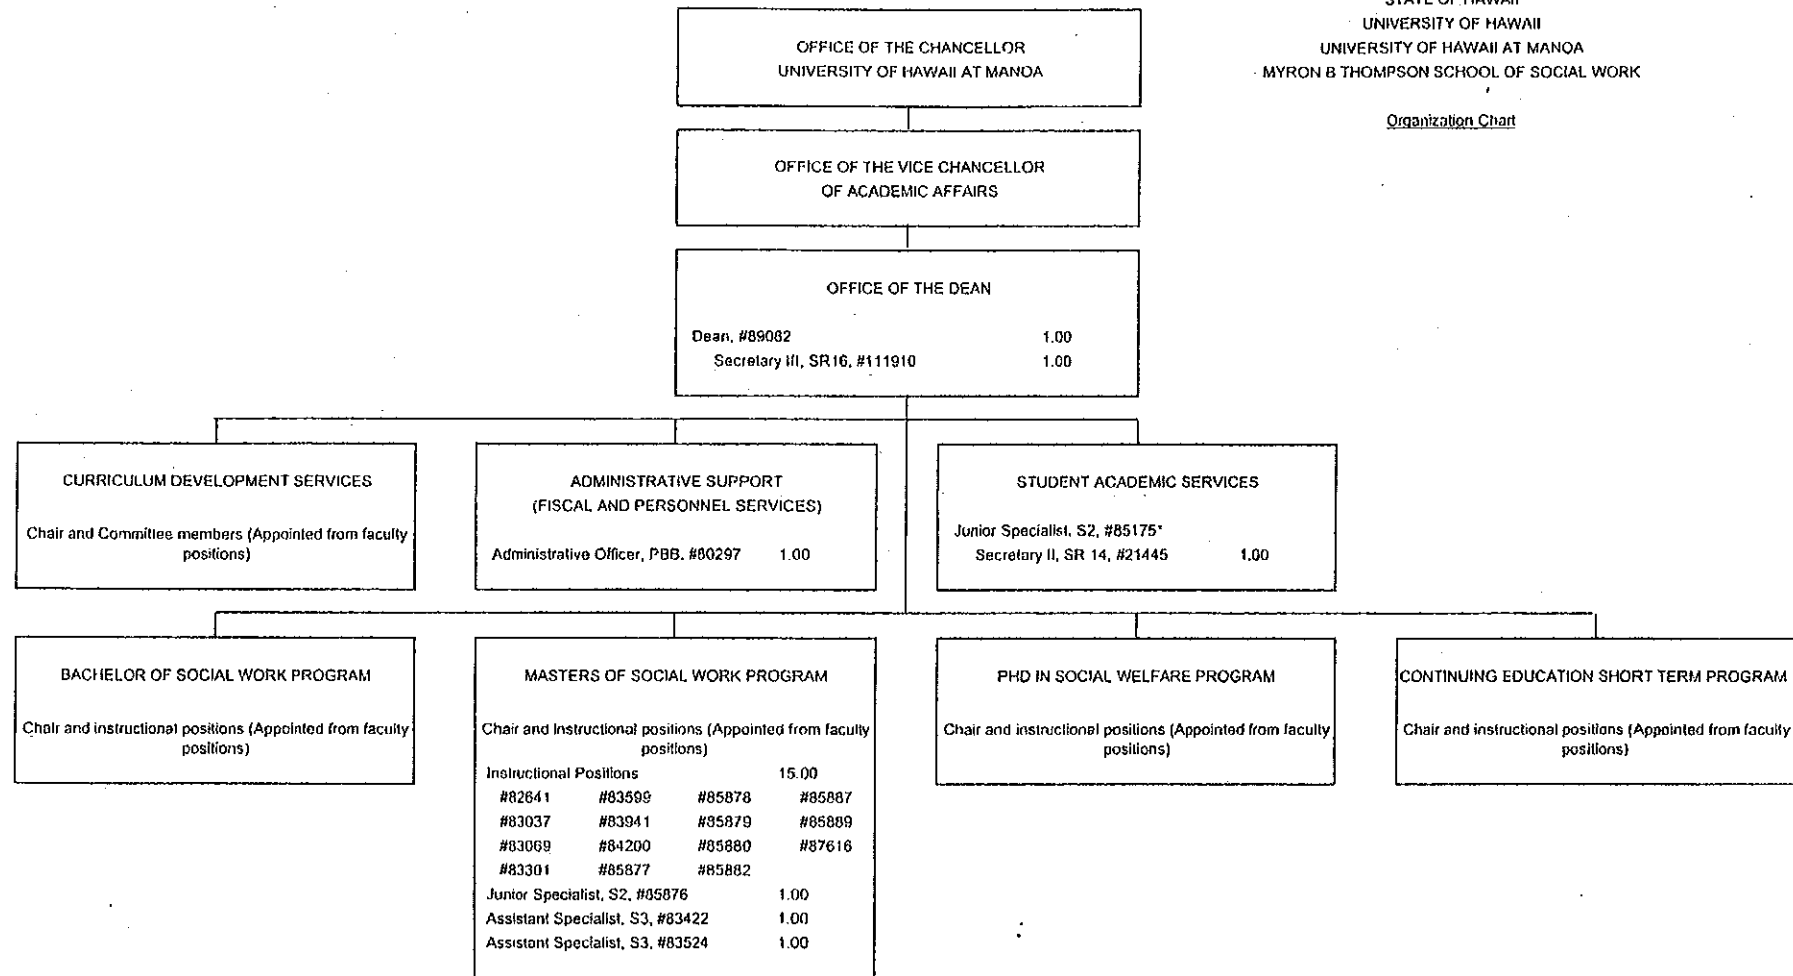 STATE OF HAWAII
UNIVERSITY OF HAWAII
UNIVERSITY OF HAWAII AT MANOA
MYRON B THOMPSON SCHOOL OF SOCIAL WORK
Organization Chart
OFFICE OF THE CHANCELLOR
UNIVERSITY OF HAWAII AT MANOA
OFFICE OF THE VICE CHANCELLOR
OF ACADEMIC AFFAIRS
OFFICE OF THE DEAN
Dean, #89082 1.00
Secretary III, SR16, #111910 1.00
CURRICULUM DEVELOPMENT SERVICES
Chair and Committee members (Appointed from faculty
positions)
ADMINISTRATIVE SUPPORT
(FISCAL AND PERSONNEL SERVICES)
Administrative Officer, PBB, #80297 1.00
STUDENT ACADEMIC SERVICES
Junior Specialist, S2, #85175*
Secretary II, SR 14, #21445 1.00
BACHELOR OF SOCIAL WORK PROGRAM
Chair and instructional positions (Appointed from faculty
positions)
MASTERS OF SOCIAL WORK PROGRAM
Chair and Instructional positions (Appointed from faculty
positions)
Instructional Positions 15.00
#82641 #83599 #85878 #85887
#83037 #83941 #85879 #85889
#83069 #84200 #85880 #87616
#83301 #85877 #85882
Junior Specialist, S2, #85876 1.00
Assistant Specialist, S3, #83422 1.00
Assistant Specialist, S3, #83524 1.00
PHD IN SOCIAL WELFARE PROGRAM
Chair and instructional positions (Appointed from faculty
positions)
CONTINUING EDUCATION SHORT TERM PROGRAM
Chair and instructional positions (Appointed from faculty
positions)